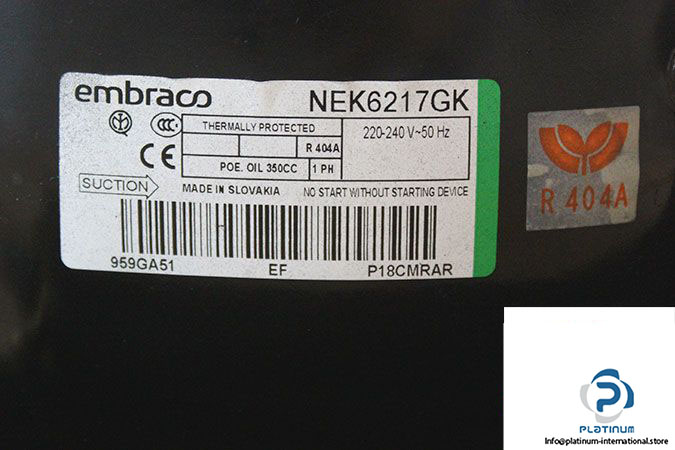 embraco
NEK6217GK
THERMALLY PROTECTED
R 404A
POE. OIL 350CC
1 PH
220-240 V~50 Hz
CE
SUCTION
MADE IN SLOVAKIA
NO START WITHOUT STARTING DEVICE
959GA51
EF
P18CMRAR
R 404A
PLATINUM
Info@platinum-international.store